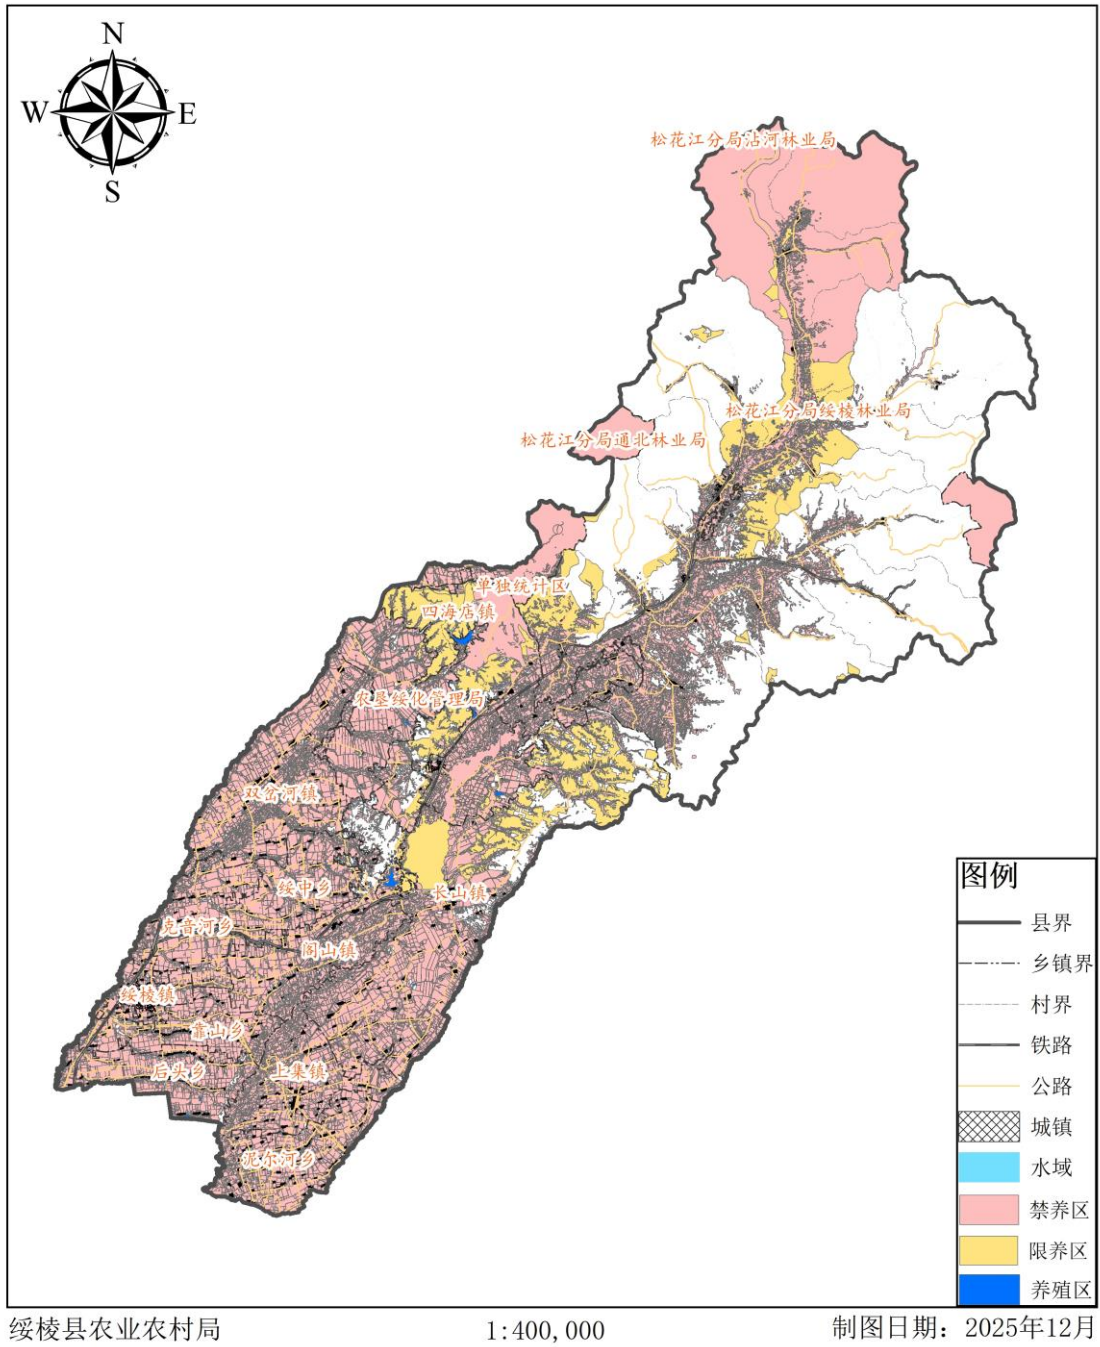 N
W
E
S
松花江分局沾河林业局
松花江分局绥棱林业局
松花江分局通北林业局
单独统计区
四海店镇
农垦绥化管理局
双岔河镇
绥中乡
长山镇
克音河乡
阁山镇
绥棱镇
靠山乡
后头乡
上集镇
泥尔河乡
图例
县界
乡镇界
村界
铁路
公路
城镇
水域
禁养区
限养区
养殖区
绥棱县农业农村局
1:400,000
制图日期：2025年12月